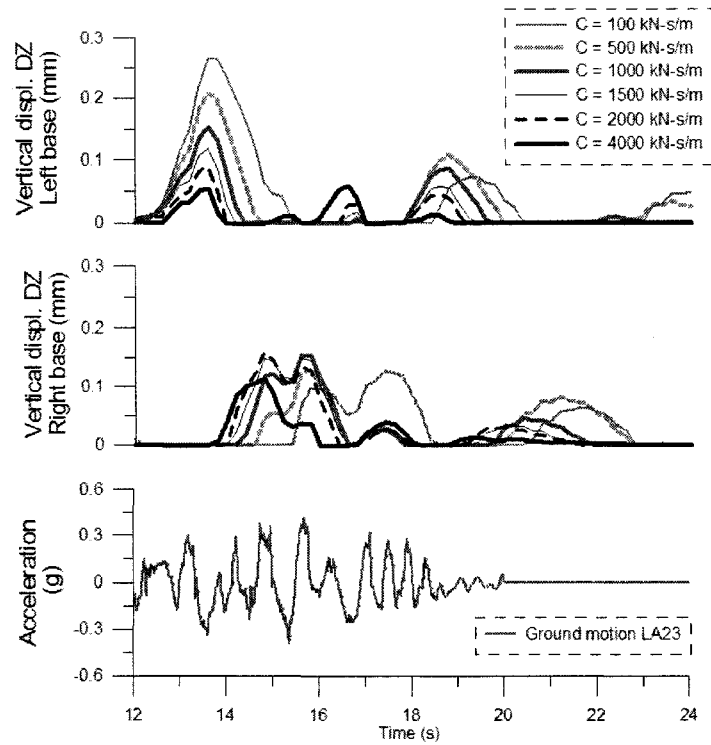 C = 100 kN-s/m
C = 500 kN-s/m
C = 1000 kN-s/m
C = 1500 kN-s/m
C = 2000 kN-s/m
C = 4000 kN-s/m
Vertical displ. DZ
Left base (mm)
0.3
0.2
0.1
0
Vertical displ. DZ
Right base (mm)
0.3
0.2
0.1
0
Acceleration
(g)
0.6
0.3
0
-0.3
-0.6
Ground motion LA23
12 14 16 18 20 22 24
Time (s)